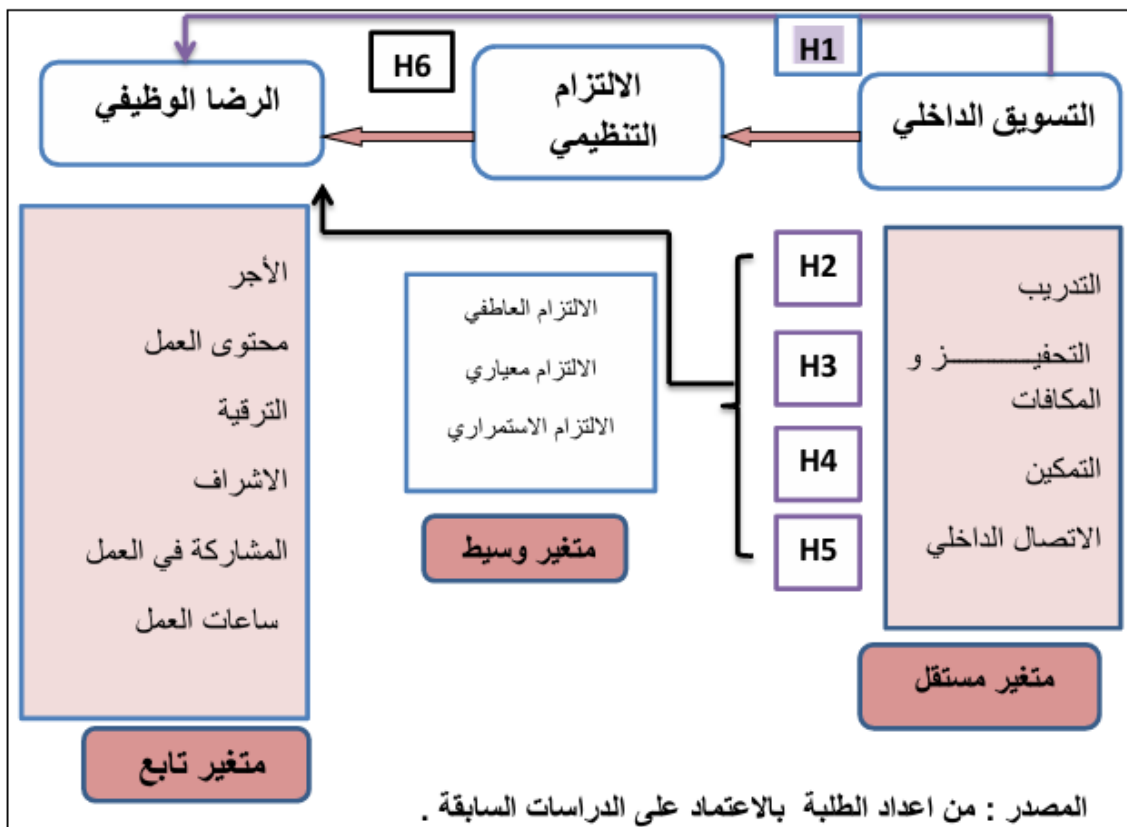 H1
التسويق الداخلي
الالتزام
التنظيمي
H6
الرضا الوظيفي
التدريب
التحفيـــــــــز و
المكافات
التمكين
الاتصال الداخلي
متغير مستقل
H2
H3
H4
H5
الالتزام العاطفي
الالتزام معياري
الالتزام الاستمراري
متغير وسيط
الأجر
محتوى العمل
الترقية
الاشراف
المشاركة في العمل
ساعات العمل
متغير تابع
المصدر : من اعداد الطلبة بالاعتماد على الدراسات السابقة .